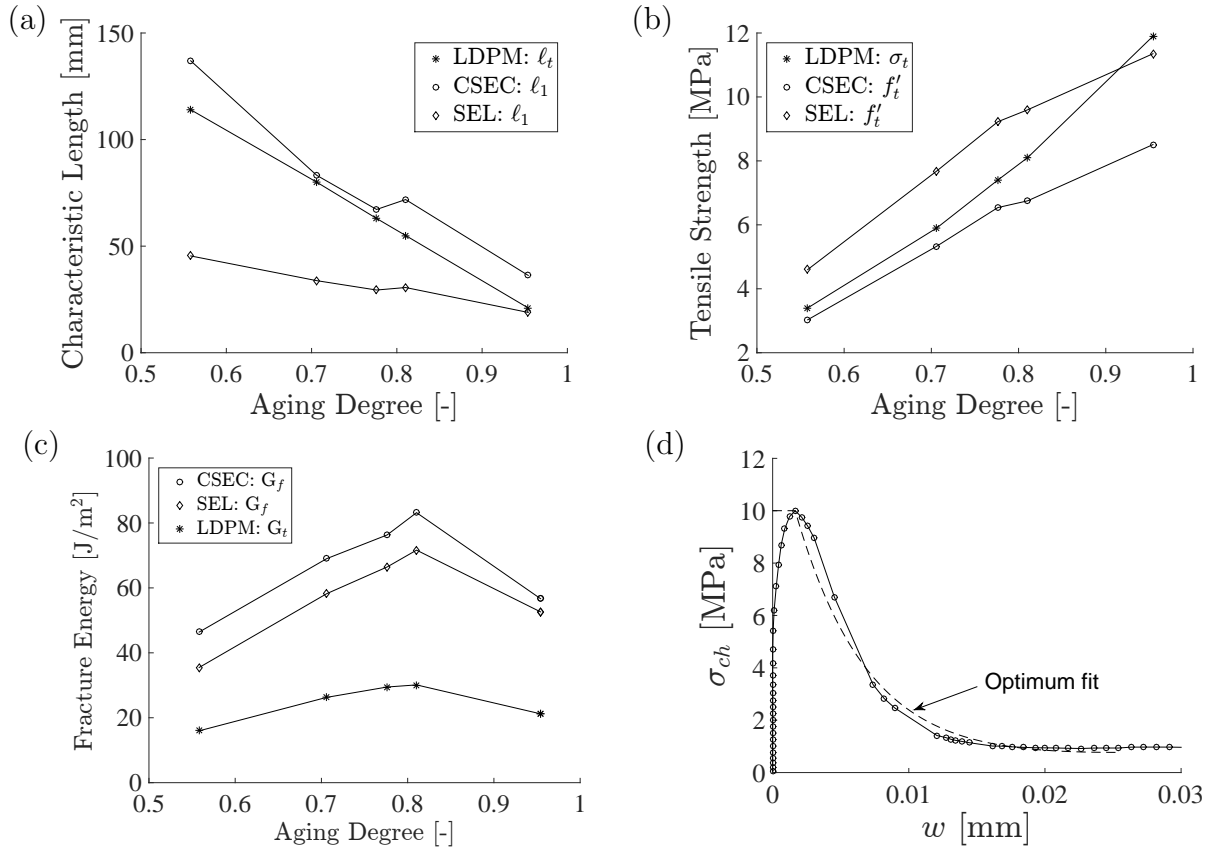 (a)
Characteristic Length [mm]
150
100
50
0
LDPM: ℓₜ
CSEC: ℓ₁
SEL: ℓ₁
0.5 0.6 0.7 0.8 0.9 1
Aging Degree [-]
(b)
Tensile Strength [MPa]
12
10
8
6
4
2
LDPM: σₜ
CSEC: f′ₜ
SEL: f′ₜ
0.5 0.6 0.7 0.8 0.9 1
Aging Degree [-]
(c)
Fracture Energy [J/m²]
100
80
60
40
20
0
CSEC: G_f
SEL: G_f
LDPM: Gₜ
0.5 0.6 0.7 0.8 0.9 1
Aging Degree [-]
(d)
σ_ch [MPa]
12
10
8
6
4
2
0
Optimum fit
0 0.01 0.02 0.03
w [mm]